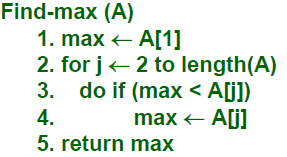 Find-max (A)
1. max ← A[1]
2. for j ← 2 to length(A)
3. do if (max < A[j])
4. max ← A[j]
5. return max